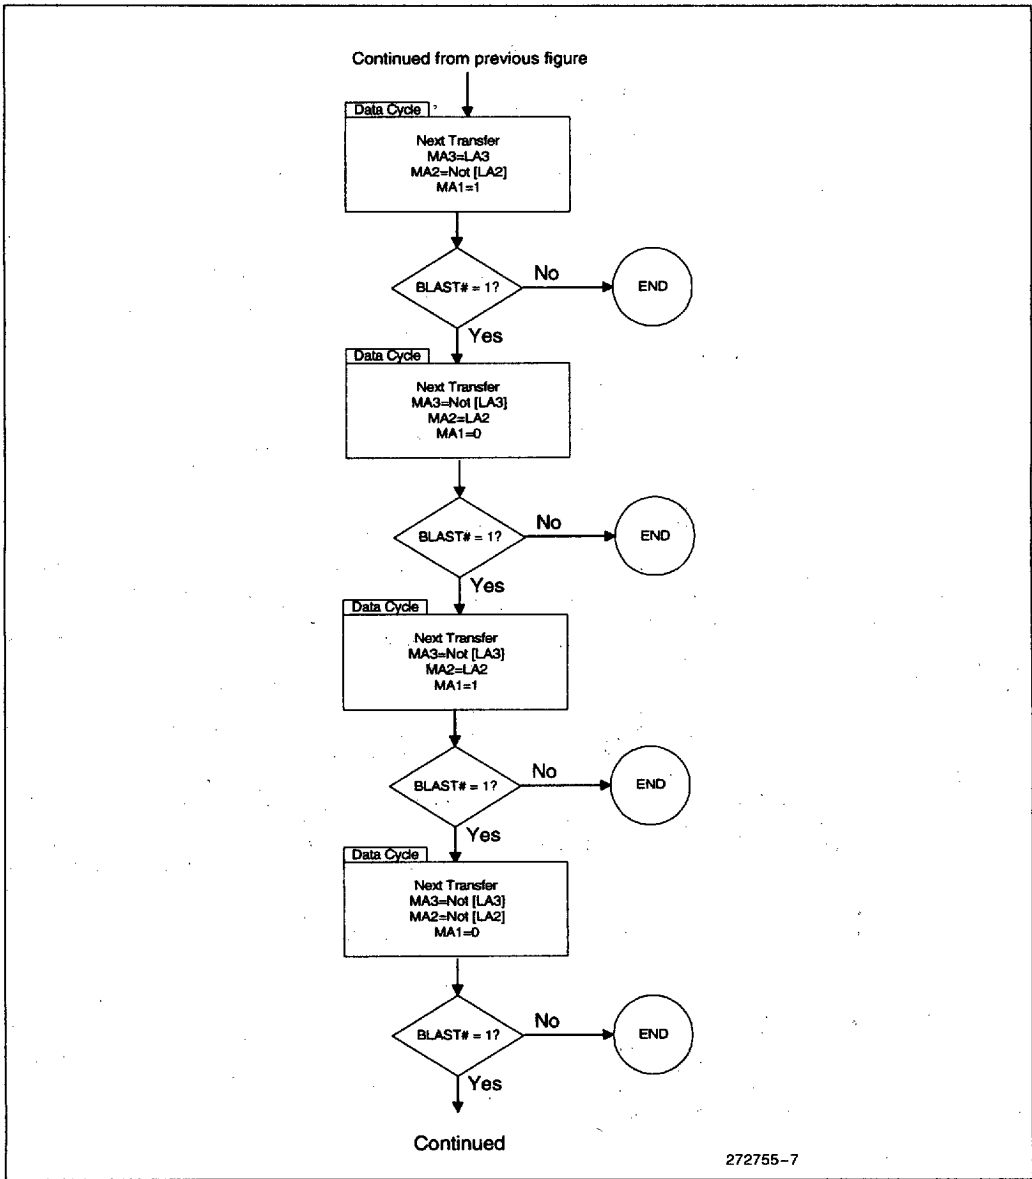 Continued from previous figure
Data Cycle
Next Transfer
MA3=LA3
MA2=Not [LA2]
MA1=1
BLAST# = 1?
No
END
Yes
Data Cycle
Next Transfer
MA3=Not [LA3]
MA2=LA2
MA1=0
BLAST# = 1?
No
END
Yes
Data Cycle
Next Transfer
MA3=Not [LA3]
MA2=LA2
MA1=1
BLAST# = 1?
No
END
Yes
Data Cycle
Next Transfer
MA3=Not [LA3]
MA2=Not [LA2]
MA1=0
BLAST# = 1?
No
END
Yes
Continued
272755-7